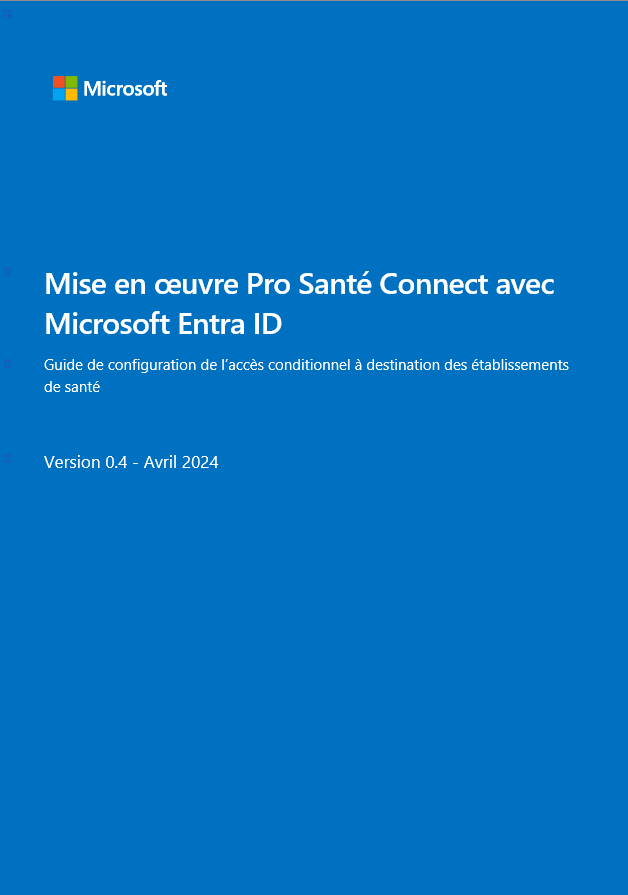 Microsoft
Mise en œuvre Pro Santé Connect avec
Microsoft Entra ID
Guide de configuration de l’accès conditionnel à destination des établissements
de santé
Version 0.4 - Avril 2024